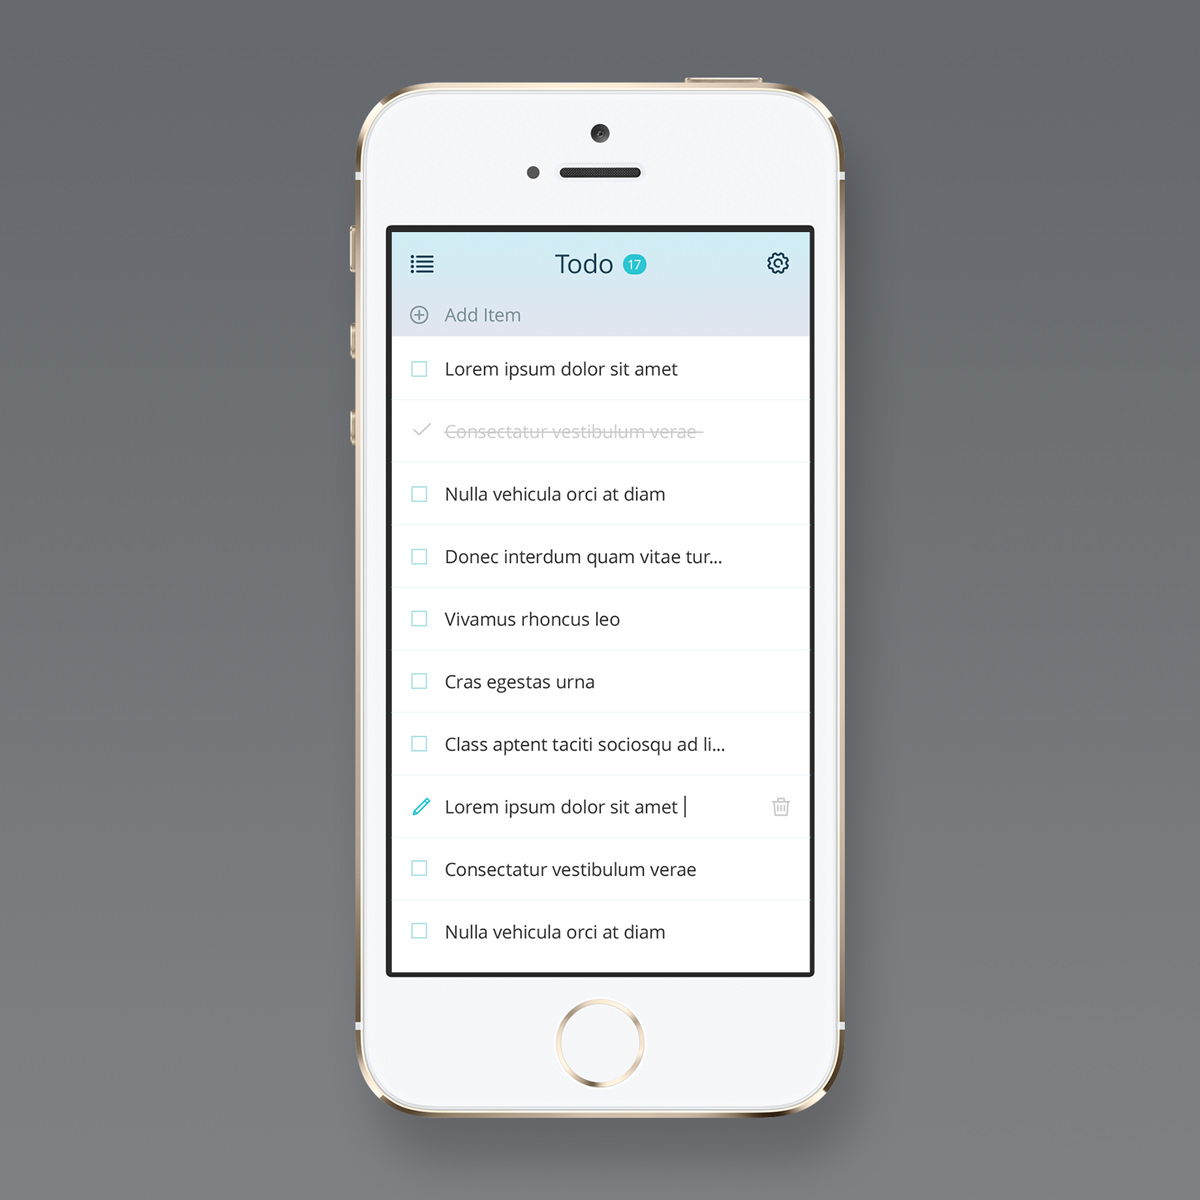 Todo 17
Add Item
Lorem ipsum dolor sit amet
Consectatur vestibulum verae
Nulla vehicula orci at diam
Donec interdum quam vitae tur...
Vivamus rhoncus leo
Cras egestas urna
Class aptent taciti sociosqu ad li...
Lorem ipsum dolor sit amet
Consectatur vestibulum verae
Nulla vehicula orci at diam